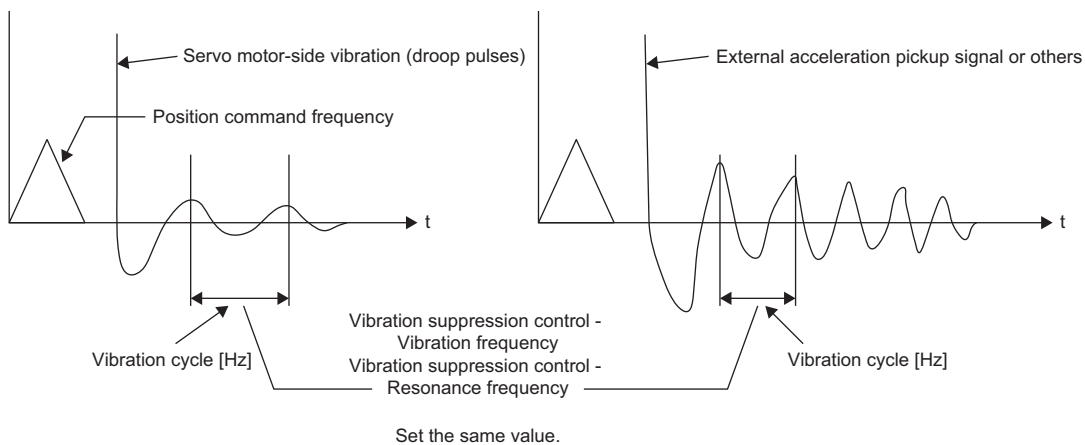 Servo motor-side vibration (droop pulses)
Position command frequency
t
Vibration cycle [Hz]
External acceleration pickup signal or others
t
Vibration cycle [Hz]
Vibration suppression control -
Vibration frequency
Vibration suppression control -
Resonance frequency
Set the same value.